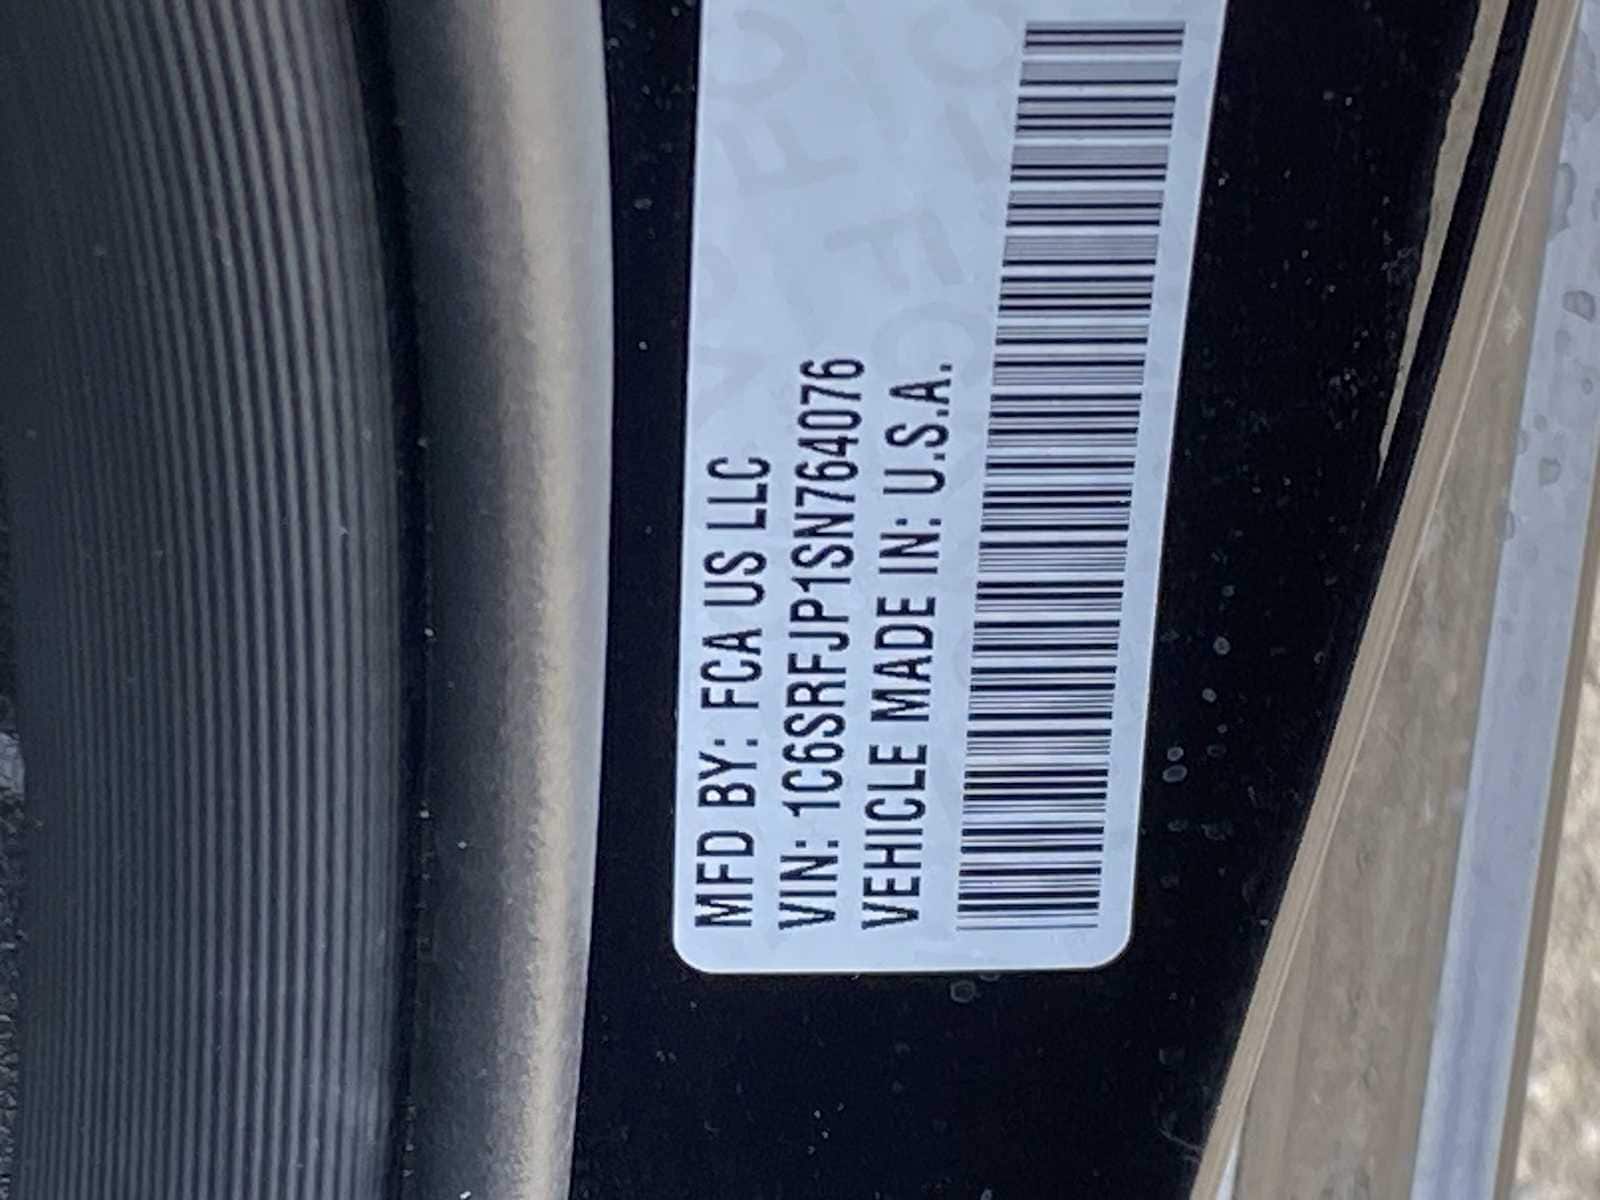 MFD BY: FCA US LLC
VIN: 1C6SRFJP1SN764076
VEHICLE MADE IN: U.S.A.